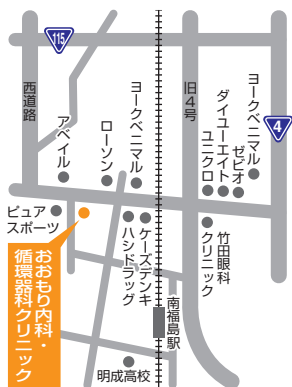 115
西道路
アベイル
ローソン
ヨークベニマル
旧4号
ユニクロ
ダイユーエイト
ゼビオ
ヨークベニマル
4
ピュア
スポーツ
ハシドラッグ
ケーズデンキ
竹田眼科
クリニック
おおもり内科・
循環器科クリニック
南福島駅
明成高校